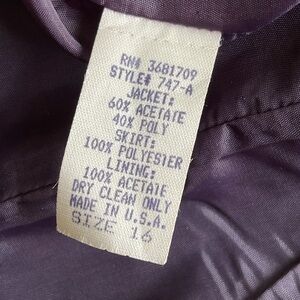 RN# 3681709
STYLE# 747-A
JACKET:
60% ACETATE
40% POLY
SKIRT:
100% POLYESTER
LINING:
100% ACETATE
DRY CLEAN ONLY
MADE IN U.S.A.
SIZE 16